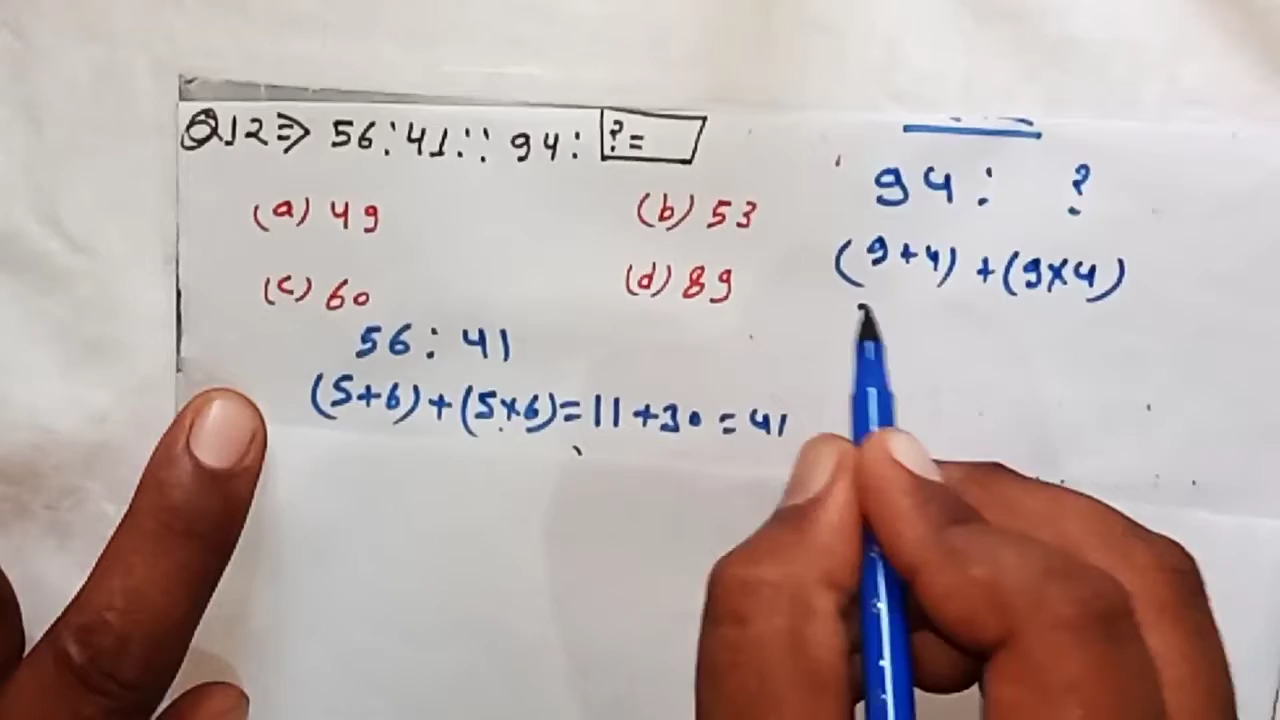 Q12⇒ 56:41:: 94: ?=
(a) 49 (b) 53
(c) 60 (d) 89
56: 41
(5+6)+(5×6)=11+30=41
94: ?
(9+4)+(9×4)